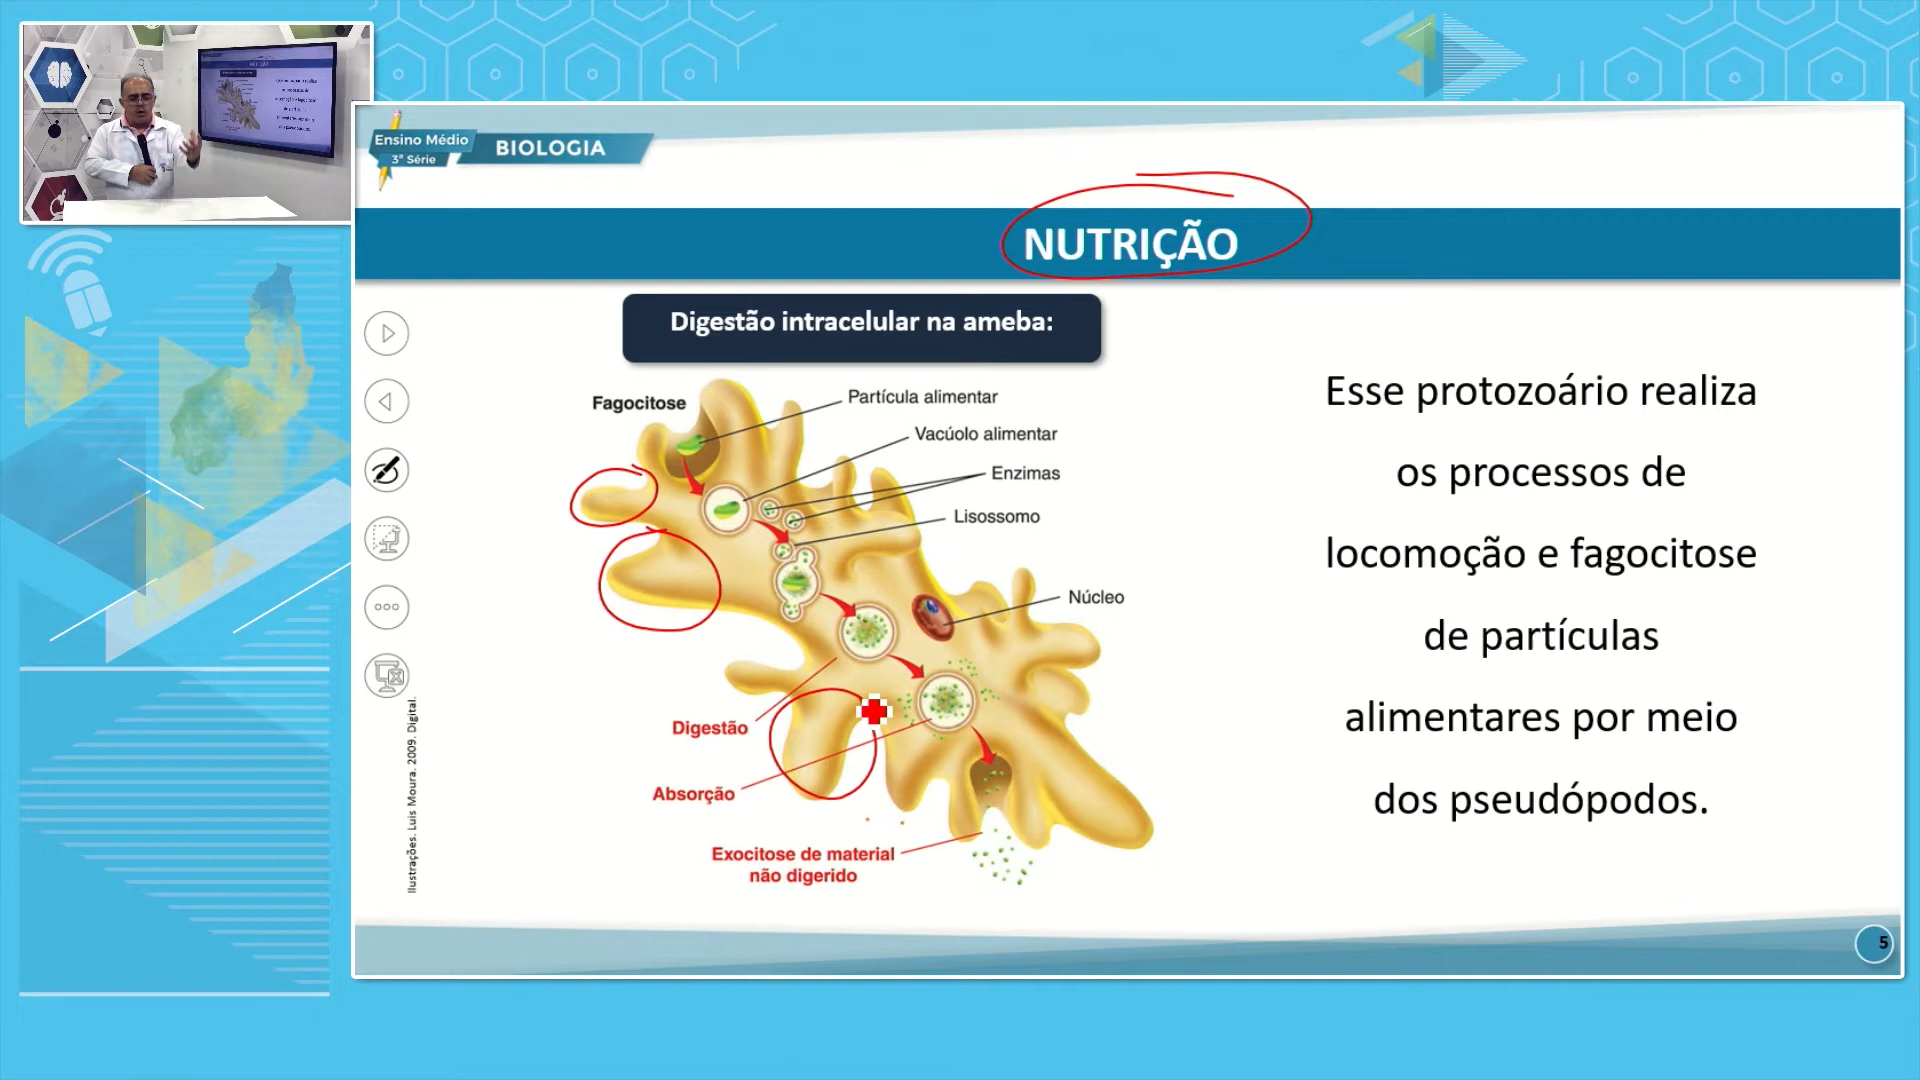 Ensino Médio
3ª Série
BIOLOGIA
NUTRIÇÃO
Digestão intracelular na ameba:
Fagocitose
Partícula alimentar
Vacúolo alimentar
Enzimas
Lisossomo
Núcleo
Digestão
Absorção
Exocitose de material
não digerido
Ilustrações. Luis Moura. 2009. Digital.
Esse protozoário realiza
os processos de
locomoção e fagocitose
de partículas
alimentares por meio
dos pseudópodos.
5